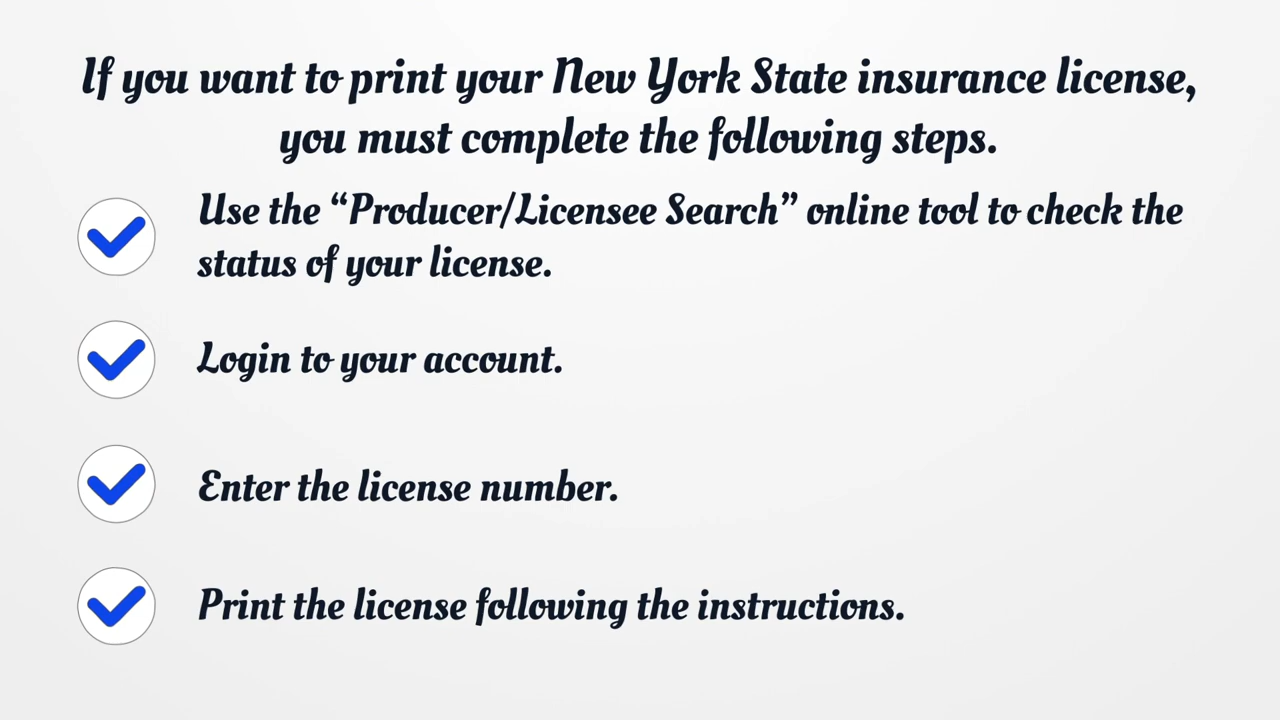 If you want to print your New York State insurance license,
you must complete the following steps.
Use the “Producer/Licensee Search” online tool to check the
status of your license.
Login to your account.
Enter the license number.
Print the license following the instructions.